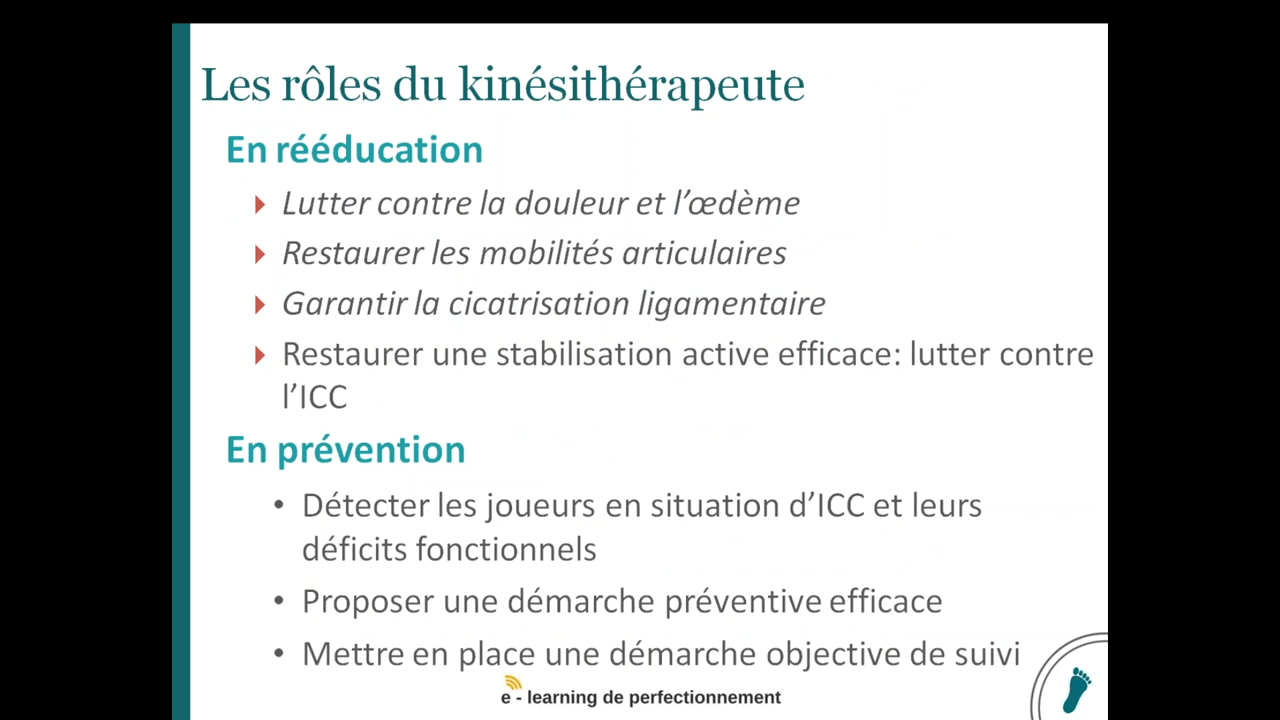 Les rôles du kinésithérapeute
En rééducation
Lutter contre la douleur et l’œdème
Restaurer les mobilités articulaires
Garantir la cicatrisation ligamentaire
Restaurer une stabilisation active efficace: lutter contre
l’ICC
En prévention
• Détecter les joueurs en situation d’ICC et leurs
déficits fonctionnels
• Proposer une démarche préventive efficace
• Mettre en place une démarche objective de suivi
e - learning de perfectionnement